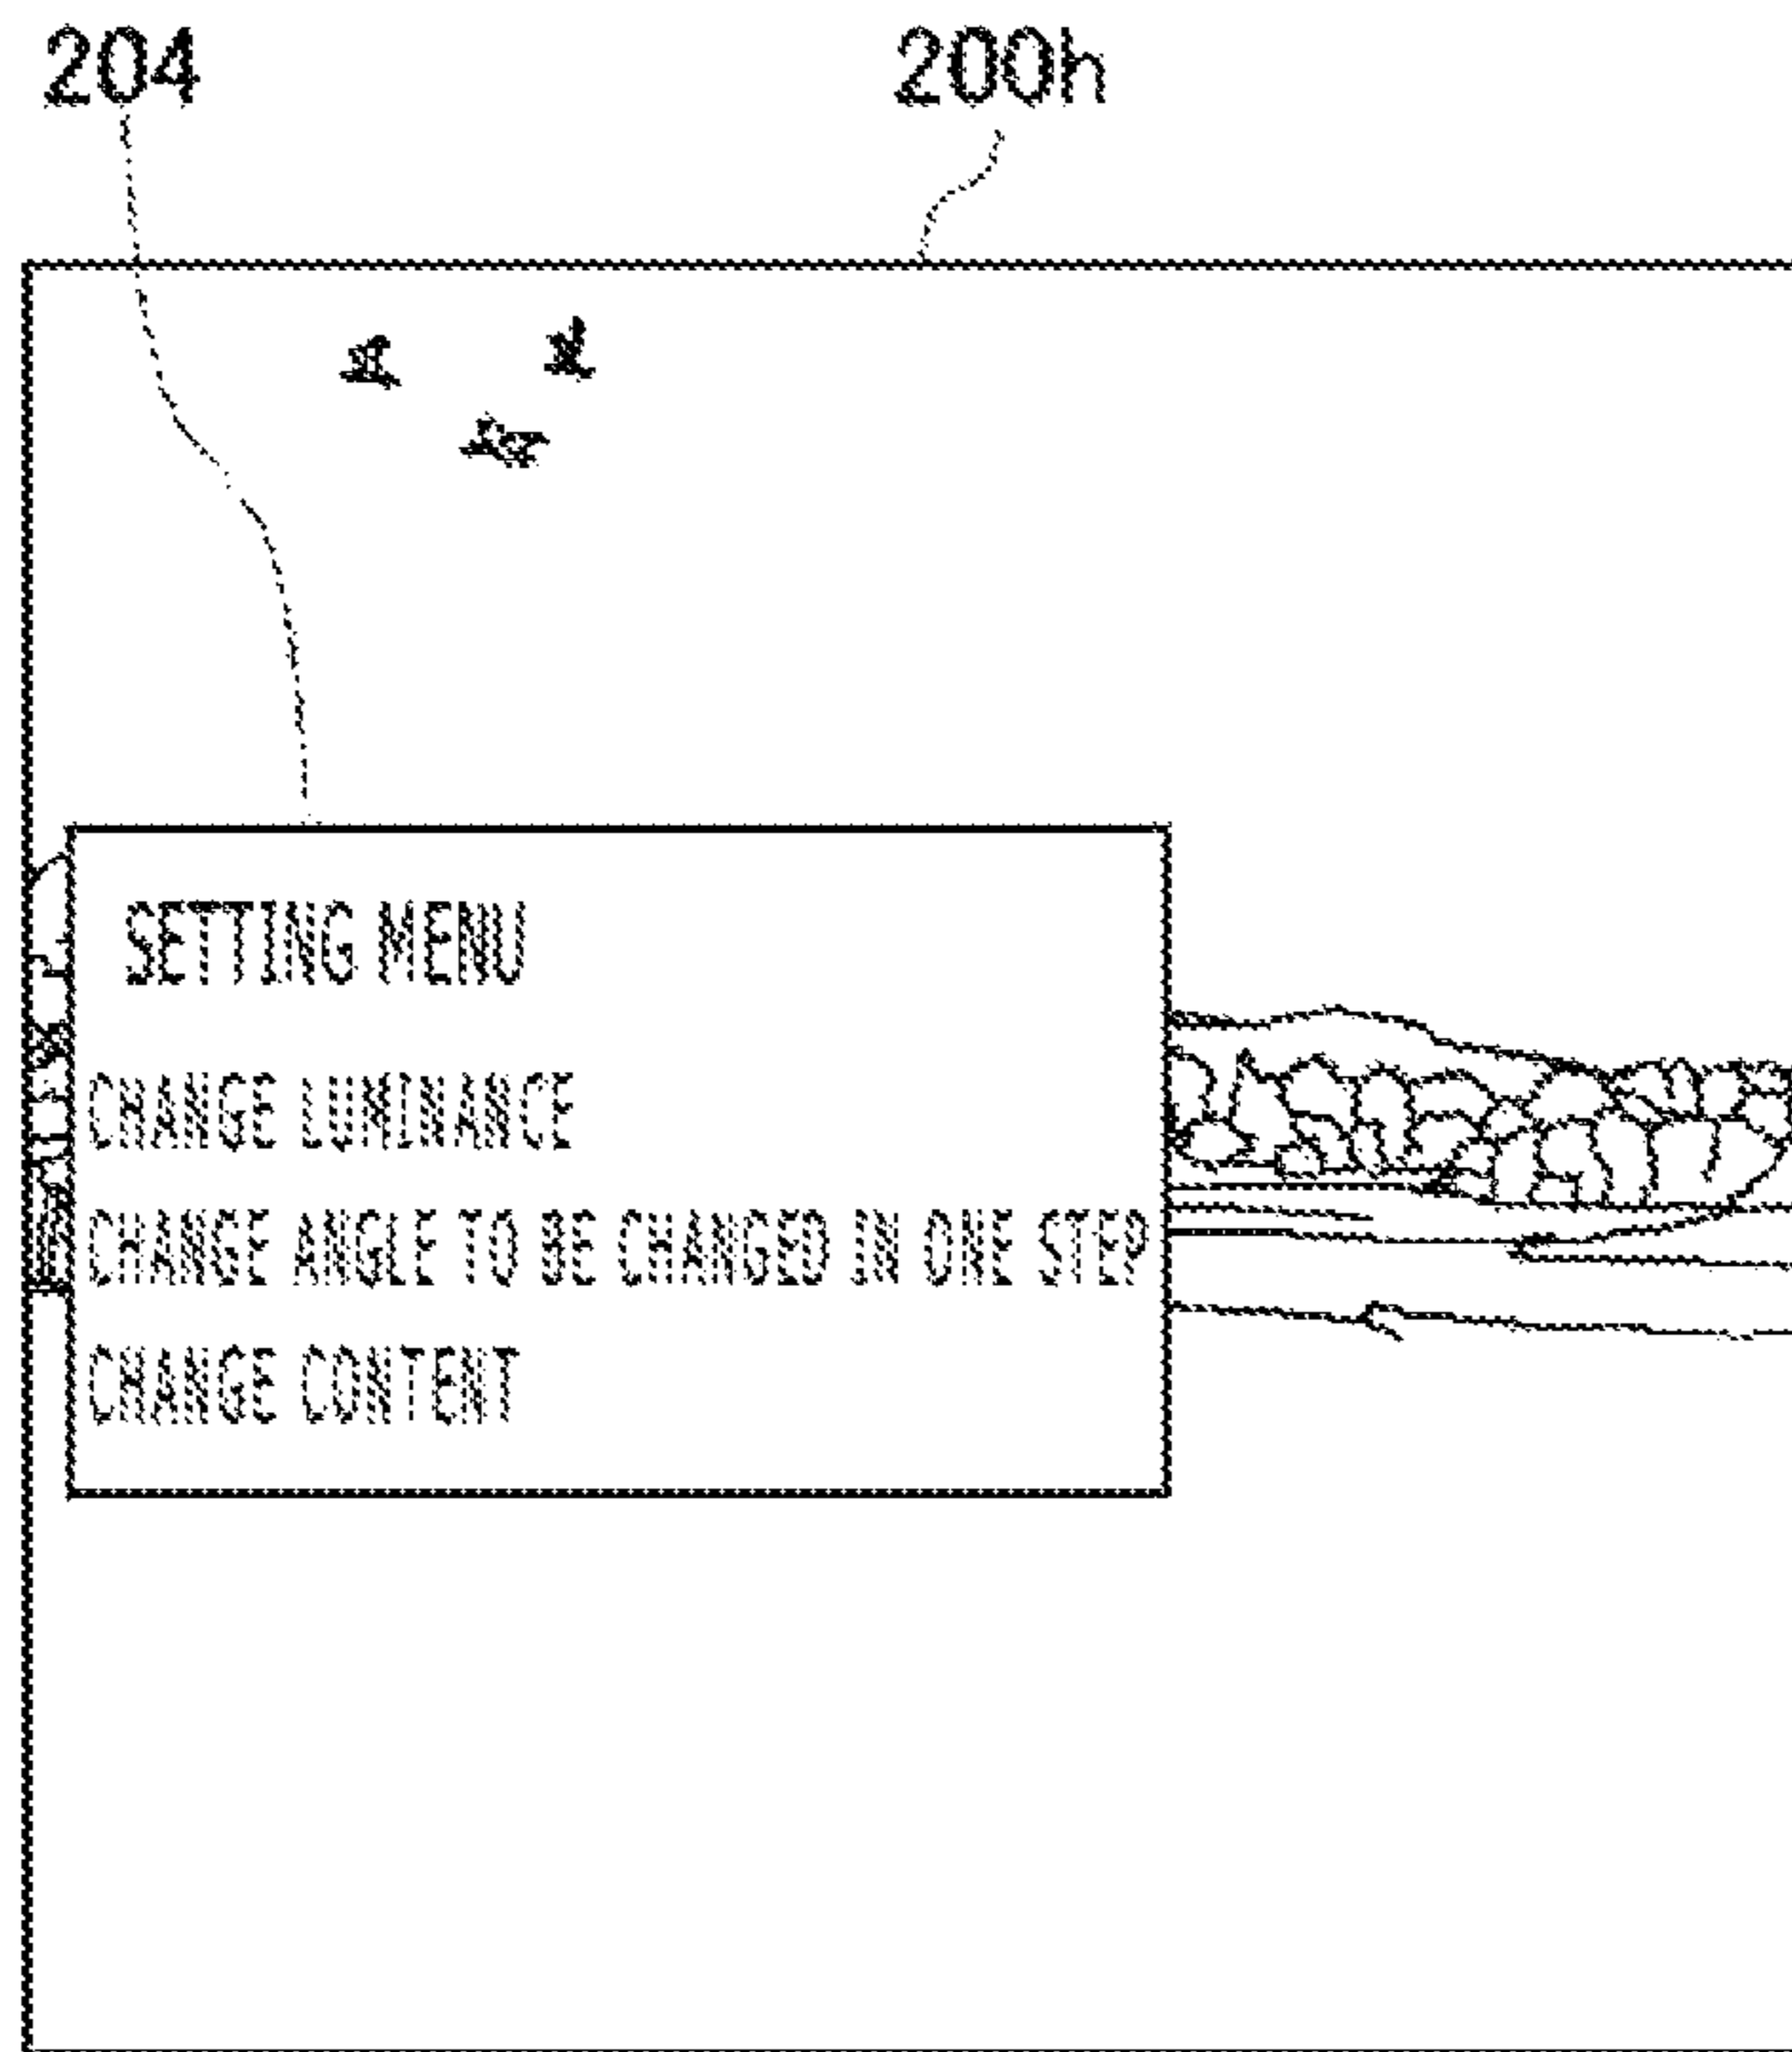 204 200h
SETTING MENU
CHANGE LUMINANCE
CHANGE ANGLE TO BE CHANGED IN ONE STEP
CHANGE CONTENT